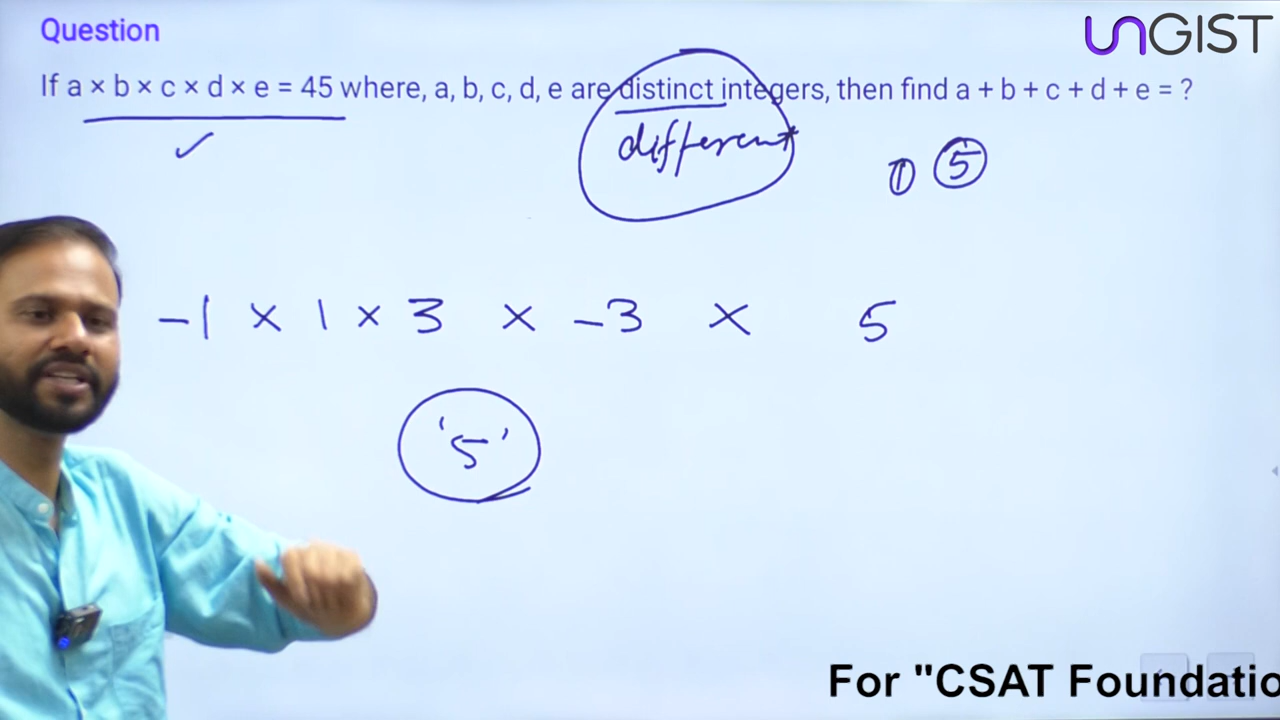 Question
UNGIST
If a × b × c × d × e = 45 where, a, b, c, d, e are distinct integers, then find a + b + c + d + e = ?
different
① ⑤
-1 × 1 × 3 × -3 × 5
'5'
For "CSAT Foundatio